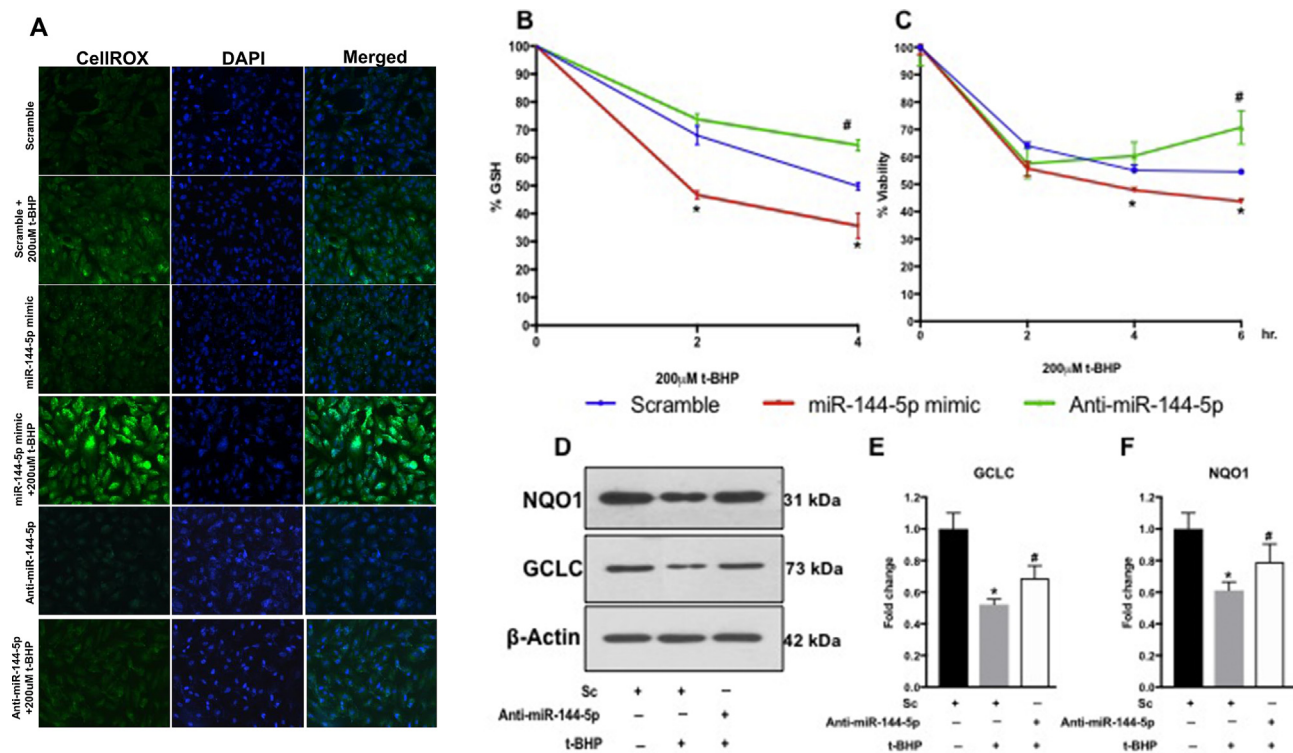 A
CellROX DAPI Merged
Scramble
Scramble +
200uM t-BHP
miR-144-5p mimic
miR-144-5p mimic
+200uM t-BHP
Anti-miR-144-5p
Anti-miR-144-5p
+200uM t-BHP
B
% GSH
100
90
80
70
60
50
40
30
20
10
0
0 2 4
#
*
*
200µM t-BHP
C
% Viability
100
90
80
70
60
50
40
30
20
10
0
0 2 4 6 hr.
#
*
*
200µM t-BHP
Scramble miR-144-5p mimic Anti-miR-144-5p
D
NQO1 31 kDa
GCLC 73 kDa
β-Actin 42 kDa
Sc + + –
Anti-miR-144-5p – – +
t-BHP – + +
E
GCLC
Fold change
1.2
1.0
0.8
0.6
0.4
0.2
0.0
*
#
Sc + + –
Anti-miR-144-5p – – +
t-BHP – + +
F
NQO1
Fold change
1.2
1.0
0.8
0.6
0.4
0.2
0.0
*
#
Sc + + –
Anti-miR-144-5p – – +
t-BHP – + +